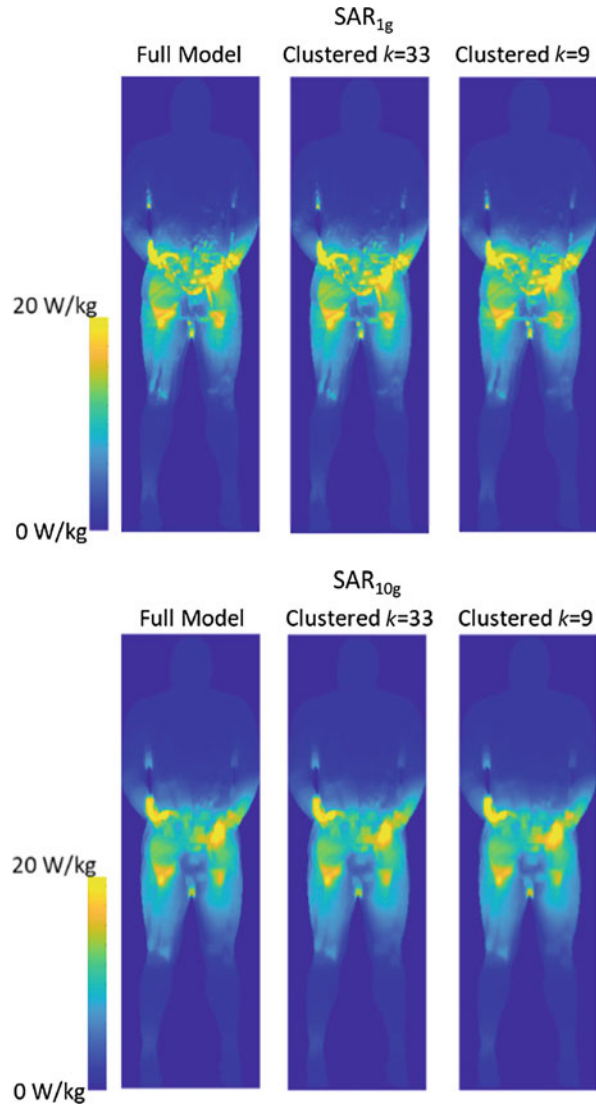 SAR1g
Full Model Clustered k=33 Clustered k=9
20 W/kg
0 W/kg
SAR10g
Full Model Clustered k=33 Clustered k=9
20 W/kg
0 W/kg